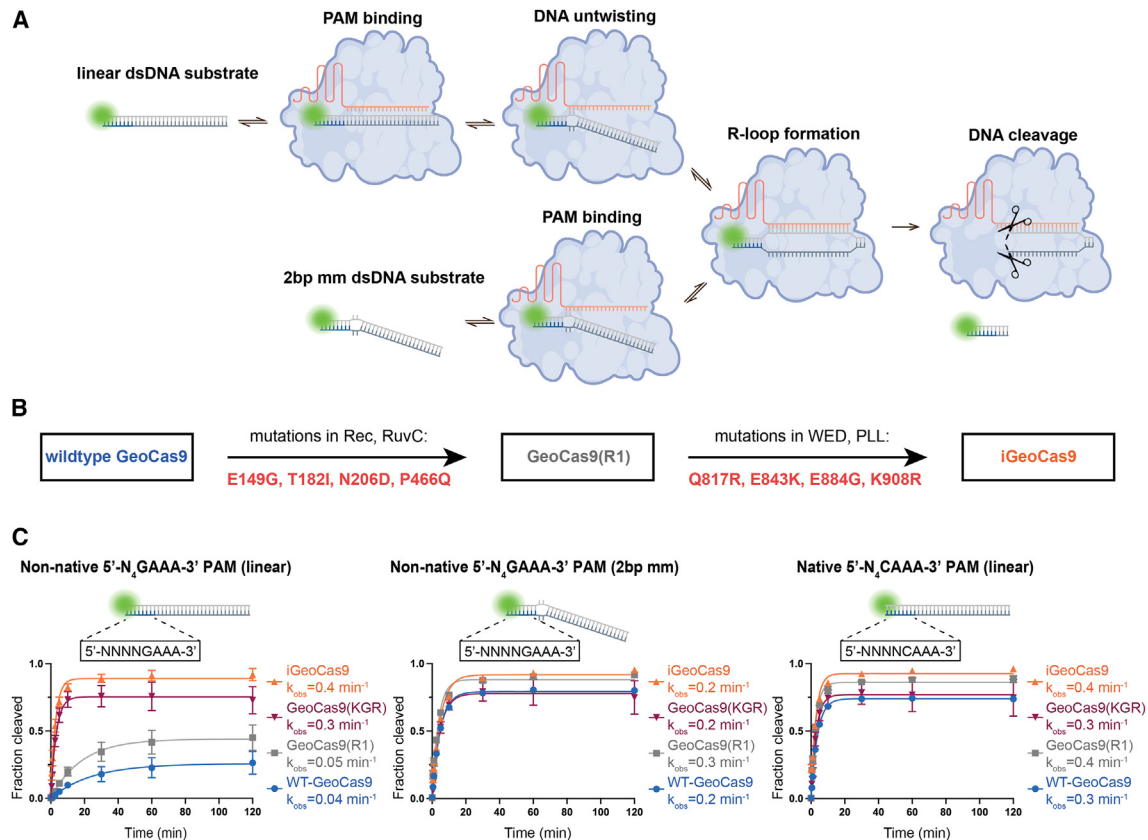 A
PAM binding
DNA untwisting
linear dsDNA substrate
R-loop formation
DNA cleavage
PAM binding
2bp mm dsDNA substrate
B
wildtype GeoCas9
mutations in Rec, RuvC:
E149G, T182I, N206D, P466Q
GeoCas9(R1)
mutations in WED, PLL:
Q817R, E843K, E884G, K908R
iGeoCas9
C
Non-native 5'-N4GAAA-3' PAM (linear)
5'-NNNNGAAA-3'
Fraction cleaved
1.0
0.5
0.0
0 20 40 60 80 100 120
Time (min)
iGeoCas9
kobs=0.4 min-1
GeoCas9(KGR)
kobs=0.3 min-1
GeoCas9(R1)
kobs=0.05 min-1
WT-GeoCas9
kobs=0.04 min-1
Non-native 5'-N4GAAA-3' PAM (2bp mm)
5'-NNNNGAAA-3'
Fraction cleaved
1.0
0.5
0.0
0 20 40 60 80 100 120
Time (min)
iGeoCas9
kobs=0.2 min-1
GeoCas9(KGR)
kobs=0.2 min-1
GeoCas9(R1)
kobs=0.3 min-1
WT-GeoCas9
kobs=0.2 min-1
Native 5'-N4CAAA-3' PAM (linear)
5'-NNNNCAAA-3'
Fraction cleaved
1.0
0.5
0.0
0 20 40 60 80 100 120
Time (min)
iGeoCas9
kobs=0.4 min-1
GeoCas9(KGR)
kobs=0.3 min-1
GeoCas9(R1)
kobs=0.4 min-1
WT-GeoCas9
kobs=0.3 min-1